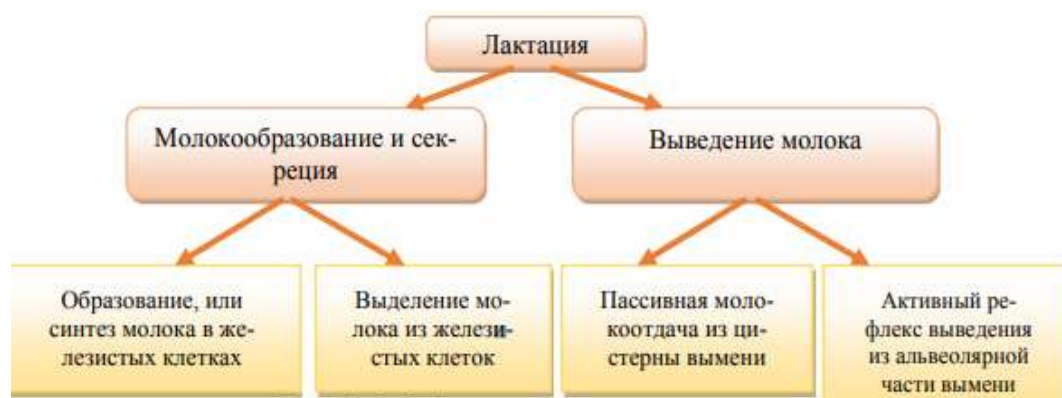 Лактация
Молокообразование и сек-
реция
Выведение молока
Образование, или
синтез молока в же-
лезистых клетках
Выделение мо-
лока из желези-
стых клеток
Пассивная моло-
коотдача из ци-
стерны вымени
Активный ре-
флекс выведения
из альвеолярной
части вымени